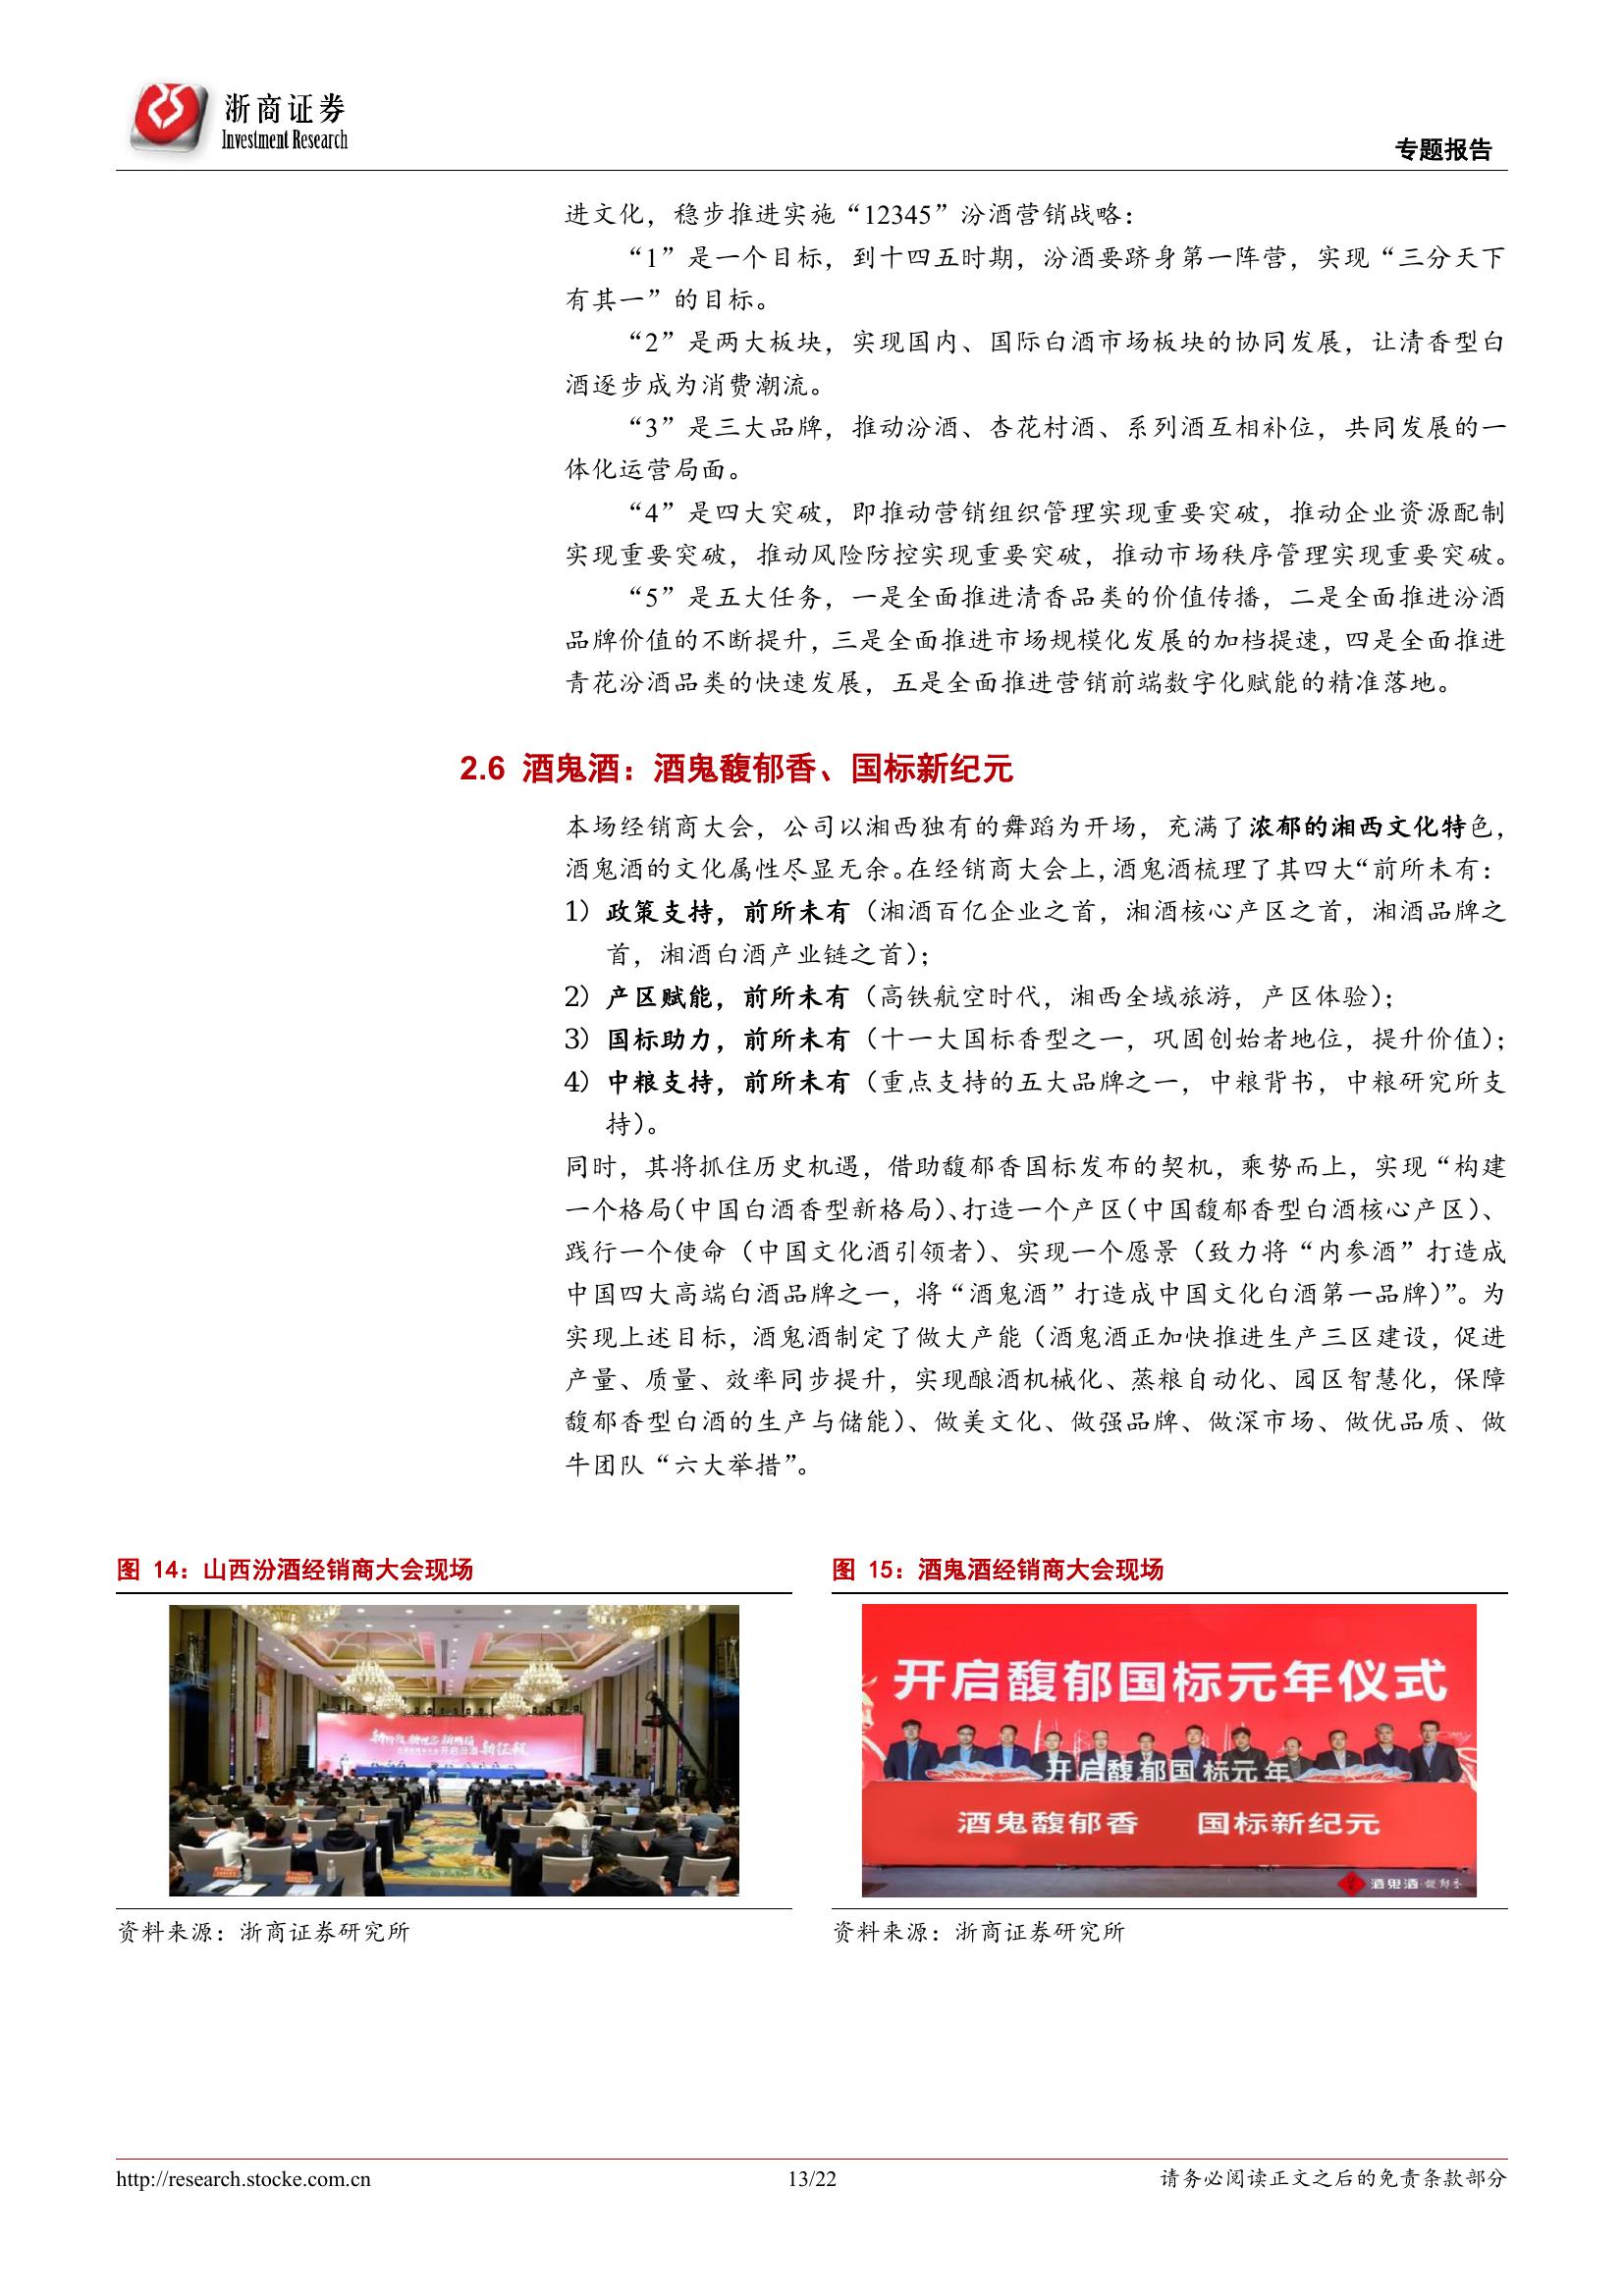 浙商证券
Investment Research
专题报告
进文化，稳步推进实施“12345”汾酒营销战略：
“1”是一个目标，到十四五时期，汾酒要跻身第一阵营，实现“三分天下
有其一”的目标。
“2”是两大板块，实现国内、国际白酒市场板块的协同发展，让清香型白
酒逐步成为消费潮流。
“3”是三大品牌，推动汾酒、杏花村酒、系列酒互相补位，共同发展的一
体化运营局面。
“4”是四大突破，即推动营销组织管理实现重要突破，推动企业资源配制
实现重要突破，推动风险防控实现重要突破，推动市场秩序管理实现重要突破。
“5”是五大任务，一是全面推进清香品类的价值传播，二是全面推进汾酒
品牌价值的不断提升，三是全面推进市场规模化发展的加档提速，四是全面推进
青花汾酒品类的快速发展，五是全面推进营销前端数字化赋能的精准落地。
2.6 酒鬼酒：酒鬼馥郁香、国标新纪元
本场经销商大会，公司以湘西独有的舞蹈为开场，充满了浓郁的湘西文化特色，
酒鬼酒的文化属性尽显无余。在经销商大会上，酒鬼酒梳理了其四大“前所未有：
1）政策支持，前所未有（湘酒百亿企业之首，湘酒核心产区之首，湘酒品牌之
首，湘酒白酒产业链之首）；
2）产区赋能，前所未有（高铁航空时代，湘西全域旅游，产区体验）；
3）国标助力，前所未有（十一大国标香型之一，巩固创始者地位，提升价值）；
4）中粮支持，前所未有（重点支持的五大品牌之一，中粮背书，中粮研究所支
持）。
同时，其将抓住历史机遇，借助馥郁香国标发布的契机，乘势而上，实现“构建
一个格局（中国白酒香型新格局）、打造一个产区（中国馥郁香型白酒核心产区）、
践行一个使命（中国文化酒引领者）、实现一个愿景（致力将“内参酒”打造成
中国四大高端白酒品牌之一，将“酒鬼酒”打造成中国文化白酒第一品牌）”。为
实现上述目标，酒鬼酒制定了做大产能（酒鬼酒正加快推进生产三区建设，促进
产量、质量、效率同步提升，实现酿酒机械化、蒸粮自动化、园区智慧化，保障
馥郁香型白酒的生产与储能）、做美文化、做强品牌、做深市场、做优品质、做
牛团队“六大举措”。
图 14：山西汾酒经销商大会现场
开启汾酒 新征程
资料来源：浙商证券研究所
图 15：酒鬼酒经销商大会现场
开启馥郁国标元年仪式
开启馥郁国标元年
酒鬼馥郁香 国标新纪元
酒鬼酒·馥郁香
资料来源：浙商证券研究所
http://research.stocke.com.cn
13/22
请务必阅读正文之后的免责条款部分